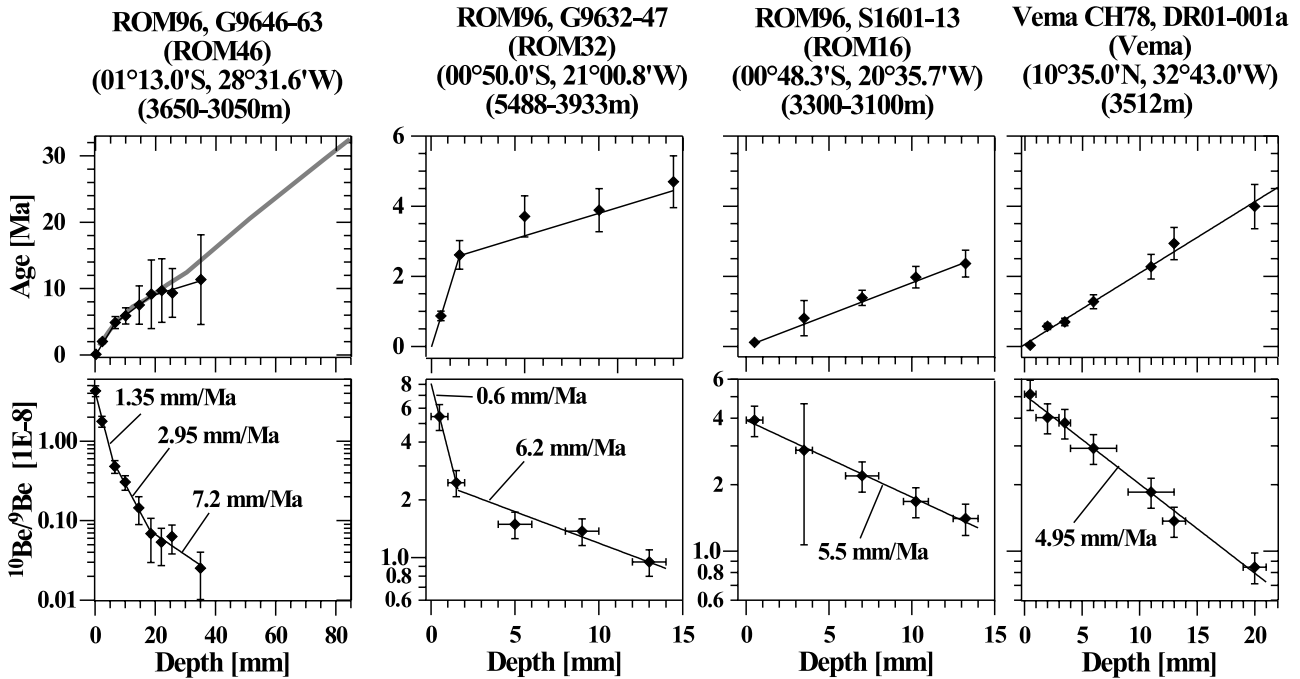 ROM96, G9646-63
(ROM46)
(01°13.0'S, 28°31.6'W)
(3650-3050m)
ROM96, G9632-47
(ROM32)
(00°50.0'S, 21°00.8'W)
(5488-3933m)
ROM96, S1601-13
(ROM16)
(00°48.3'S, 20°35.7'W)
(3300-3100m)
Vema CH78, DR01-001a
(Vema)
(10°35.0'N, 32°43.0'W)
(3512m)
Age [Ma]
30
20
10
0
6
4
2
0
¹⁰Be/⁹Be [1E-8]
1.00
0.10
0.01
1.35 mm/Ma
2.95 mm/Ma
7.2 mm/Ma
0 20 40 60 80
Depth [mm]
8
6
4
2
1.0
0.8
0.6
0.6 mm/Ma
6.2 mm/Ma
0 5 10 15
Depth [mm]
6
4
2
1.0
0.8
0.6
5.5 mm/Ma
0 5 10 15
Depth [mm]
4.95 mm/Ma
0 5 10 15 20
Depth [mm]